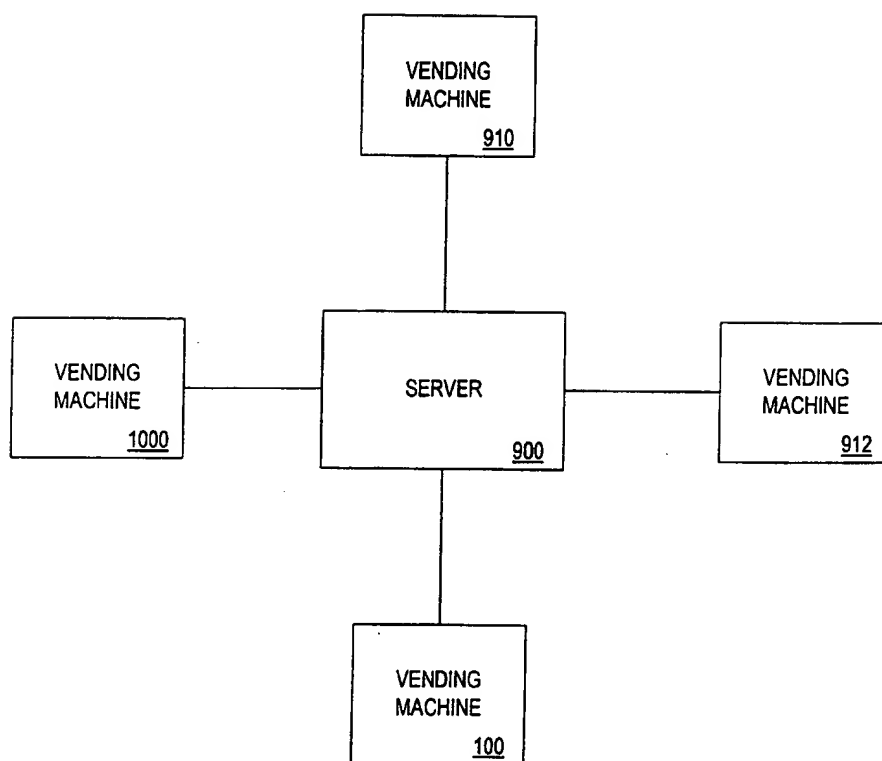 VENDING
MACHINE
910
VENDING
MACHINE
1000
SERVER
900
VENDING
MACHINE
912
VENDING
MACHINE
100